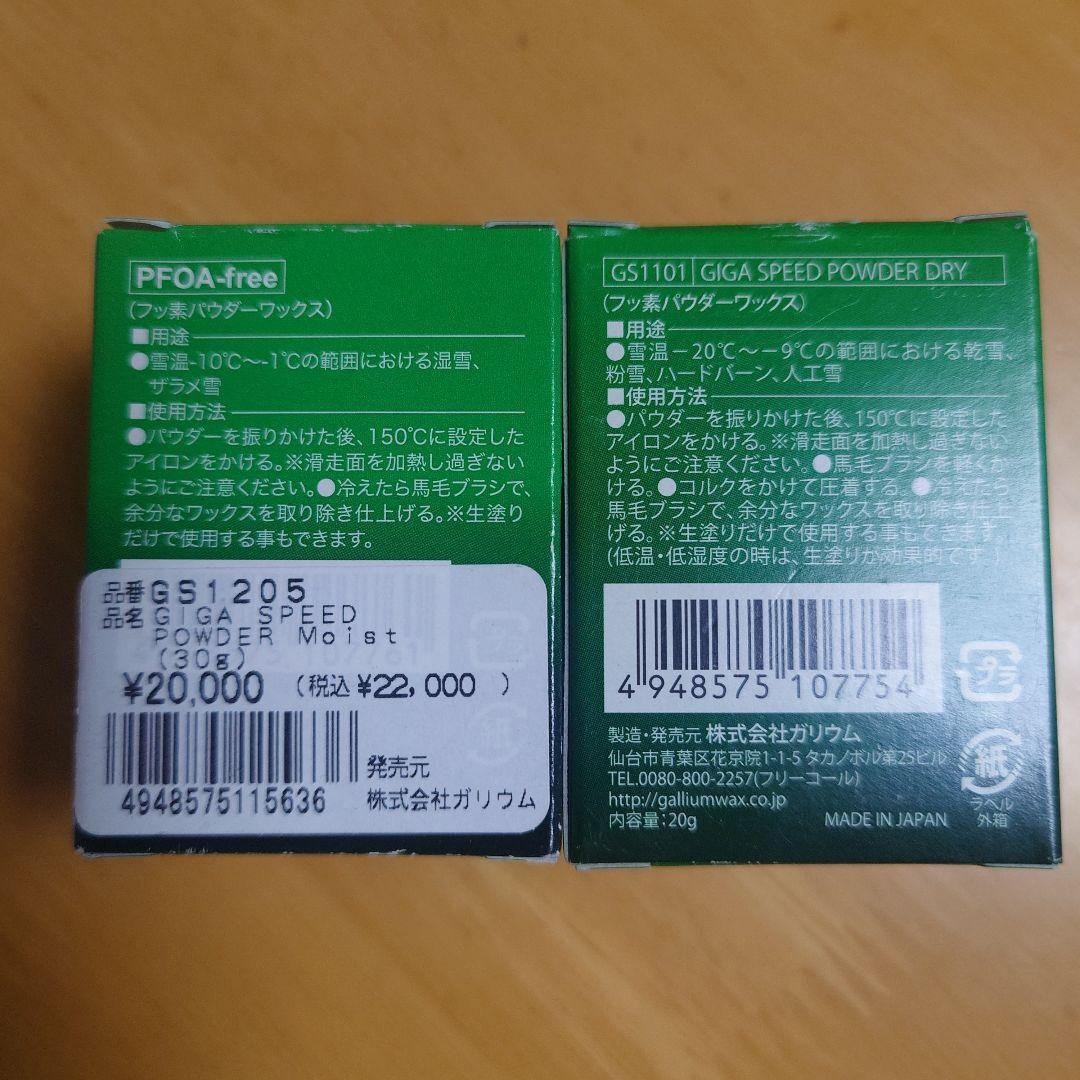 PFOA-free
(フッ素パウダーワックス)
■用途
●雪温-10℃〜-1℃の範囲における湿雪、
ザラメ雪
■使用方法
●パウダーを振りかけた後、150℃に設定した
アイロンをかける。※滑走面を加熱し過ぎない
ようにご注意ください。●冷えたら馬毛ブラシで、
余分なワックスを取り除き仕上げる。※生塗り
だけで使用する事もできます。
品番GS1205
品名 GIGA SPEED
POWDER Moist
(30g)
¥20,000 (税込¥22,000 )
4948575115636
発売元
株式会社ガリウム
GS1101 GIGA SPEED POWDER DRY
(フッ素パウダーワックス)
■用途
●雪温−20℃〜−9℃の範囲における乾雪、
粉雪、ハードバーン、人工雪
■使用方法
●パウダーを振りかけた後、150℃に設定した
アイロンをかける。※滑走面を加熱し過ぎない
ようにご注意ください。●馬毛ブラシを軽くか
ける。●コルクをかけて圧着する。●冷えたら
馬毛ブラシで、余分なワックスを取り除き仕上
げる。※生塗りだけで使用する事もできます。
(低温・低湿度の時は、生塗りが効果的です。)
4 948575 107754
プラ
製造・発売元 株式会社ガリウム
仙台市青葉区花京院1-1-5 タカノボル第25ビル
TEL.0080-800-2257(フリーコール)
http://galliumwax.co.jp
内容量:20g MADE IN JAPAN
紙
ラベル
外箱